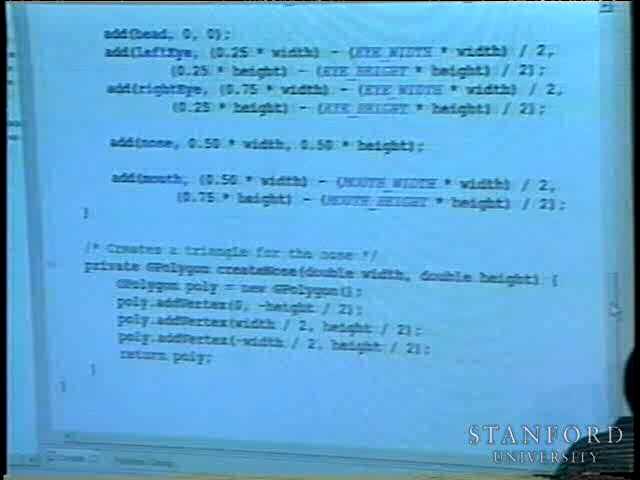 add(head, 0, 0);
add(leftEye, (0.25 * width) - (EYE_WIDTH * width) / 2,
(0.25 * height) - (EYE_HEIGHT * height) / 2);
add(rightEye, (0.75 * width) - (EYE_WIDTH * width) / 2,
(0.25 * height) - (EYE_HEIGHT * height) / 2);
add(nose, 0.50 * width, 0.50 * height);
add(mouth, (0.50 * width) - (MOUTH_WIDTH * width) / 2,
(0.75 * height) - (MOUTH_HEIGHT * height) / 2);
}
/* Creates a triangle for the nose */
private GPolygon createNose(double width, double height) {
GPolygon poly = new GPolygon();
poly.addVertex(0, -height / 2);
poly.addVertex(width / 2, height / 2);
poly.addVertex(-width / 2, height / 2);
return poly;
}
}
STANFORD
UNIVERSITY